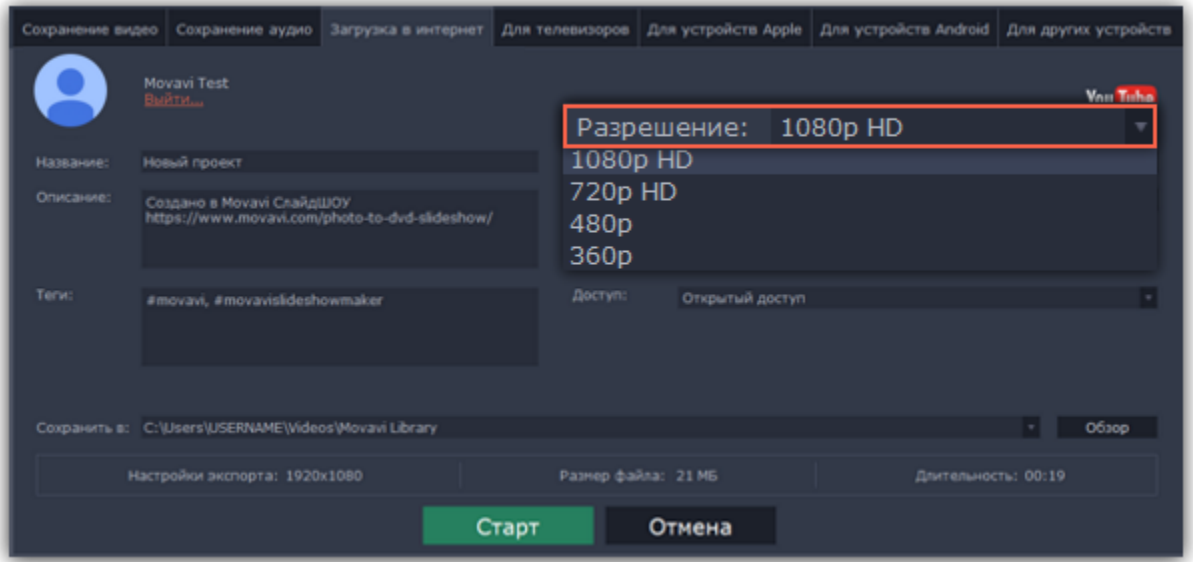 Сохранение видео Сохранение аудио Загрузка в интернет Для телевизоров Для устройств Apple Для устройств Android Для других устройств
Movavi Test
Выйти...
You Tube
Разрешение: 1080p HD
1080p HD
720p HD
480p
360p
Название: Новый проект
Описание: Создано в Movavi СлайдШОУ
https://www.movavi.com/photo-to-dvd-slideshow/
Теги: #movavi, #movavislideshowmaker
Доступ: Открытый доступ
Сохранить в: C:\Users\USERNAME\Videos\Movavi Library Обзор
Настройки экспорта: 1920x1080 Размер файла: 21 МБ Длительность: 00:19
Старт Отмена